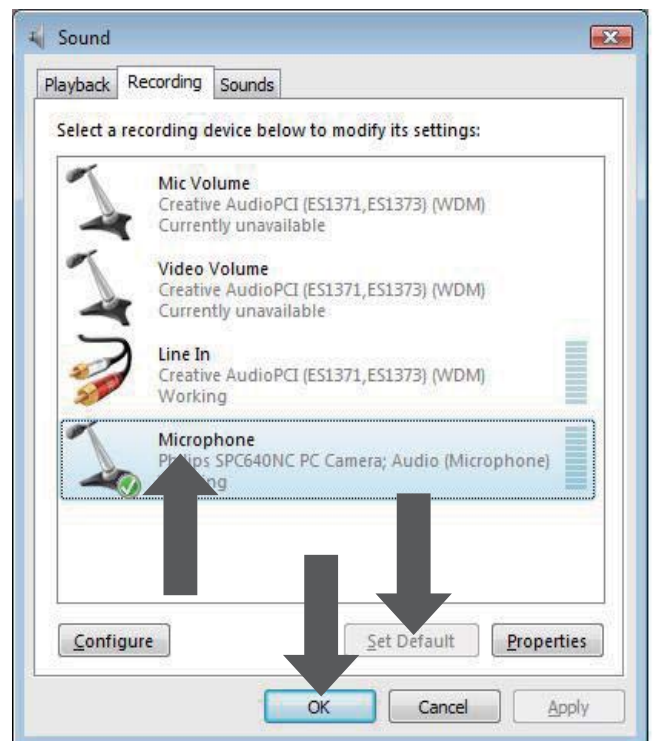 Sound
Playback Recording Sounds
Select a recording device below to modify its settings:
Mic Volume
Creative AudioPCI (ES1371,ES1373) (WDM)
Currently unavailable
Video Volume
Creative AudioPCI (ES1371,ES1373) (WDM)
Currently unavailable
Line In
Creative AudioPCI (ES1371,ES1373) (WDM)
Working
Microphone
SPC640NC PC Camera; Audio (Microphone)
Configure Set Default Properties
OK Cancel Apply